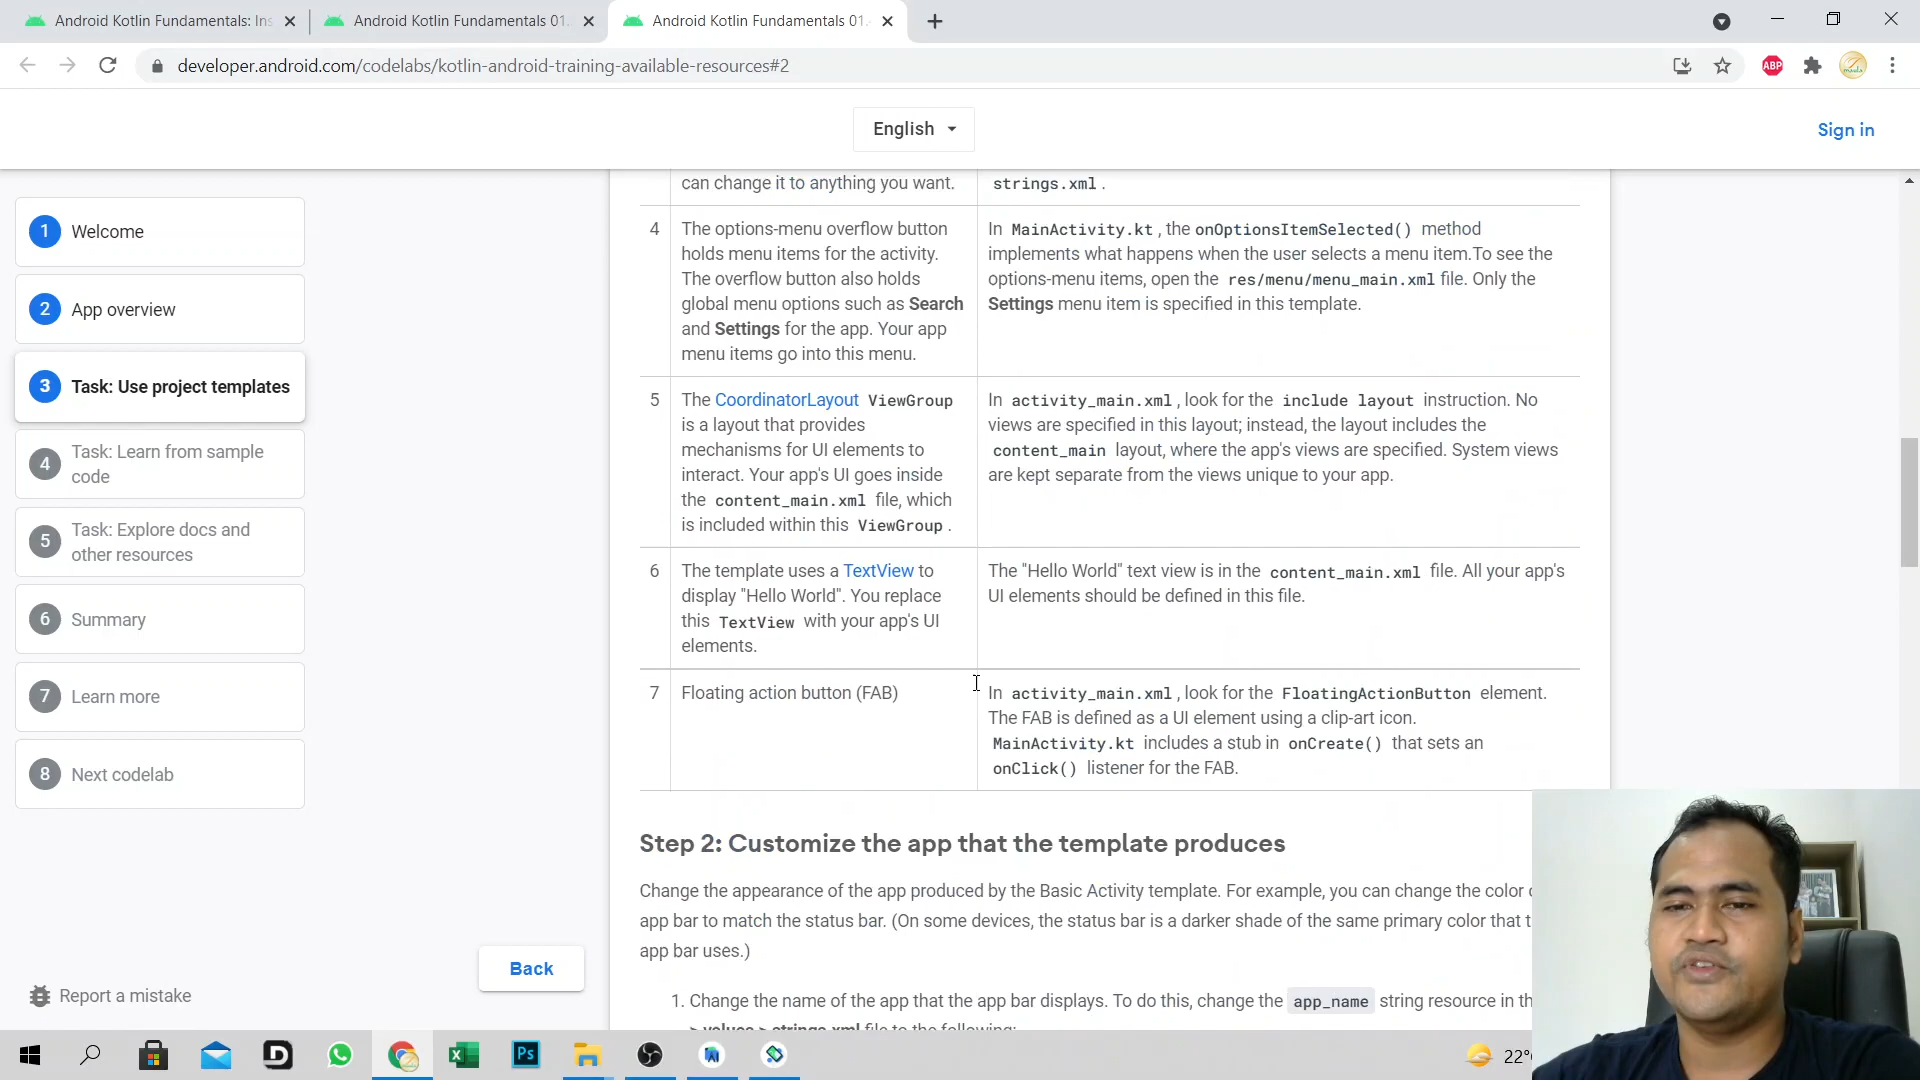 Android Kotlin Fundamentals: Ins
Android Kotlin Fundamentals 01.
Android Kotlin Fundamentals 01.
developer.android.com/codelabs/kotlin-android-training-available-resources#2
ABP
English
Sign in
1 Welcome
2 App overview
3 Task: Use project templates
4 Task: Learn from sample
code
5 Task: Explore docs and
other resources
6 Summary
7 Learn more
8 Next codelab
Report a mistake
Back
can change it to anything you want.
strings.xml .
4
The options-menu overflow button
holds menu items for the activity.
The overflow button also holds
global menu options such as Search
and Settings for the app. Your app
menu items go into this menu.
In MainActivity.kt , the onOptionsItemSelected() method
implements what happens when the user selects a menu item.To see the
options-menu items, open the res/menu/menu_main.xml file. Only the
Settings menu item is specified in this template.
5
The CoordinatorLayout ViewGroup
is a layout that provides
mechanisms for UI elements to
interact. Your app's UI goes inside
the content_main.xml file, which
is included within this ViewGroup .
In activity_main.xml , look for the include layout instruction. No
views are specified in this layout; instead, the layout includes the
content_main layout, where the app's views are specified. System views
are kept separate from the views unique to your app.
6
The template uses a TextView to
display "Hello World". You replace
this TextView with your app's UI
elements.
The "Hello World" text view is in the content_main.xml file. All your app's
UI elements should be defined in this file.
7
Floating action button (FAB)
In activity_main.xml , look for the FloatingActionButton element.
The FAB is defined as a UI element using a clip-art icon.
MainActivity.kt includes a stub in onCreate() that sets an
onClick() listener for the FAB.
Step 2: Customize the app that the template produces
Change the appearance of the app produced by the Basic Activity template. For example, you can change the color
app bar to match the status bar. (On some devices, the status bar is a darker shade of the same primary color that
app bar uses.)
1. Change the name of the app that the app bar displays. To do this, change the app_name string resource in
> values > strings.xml file to the following:
Ps
22°